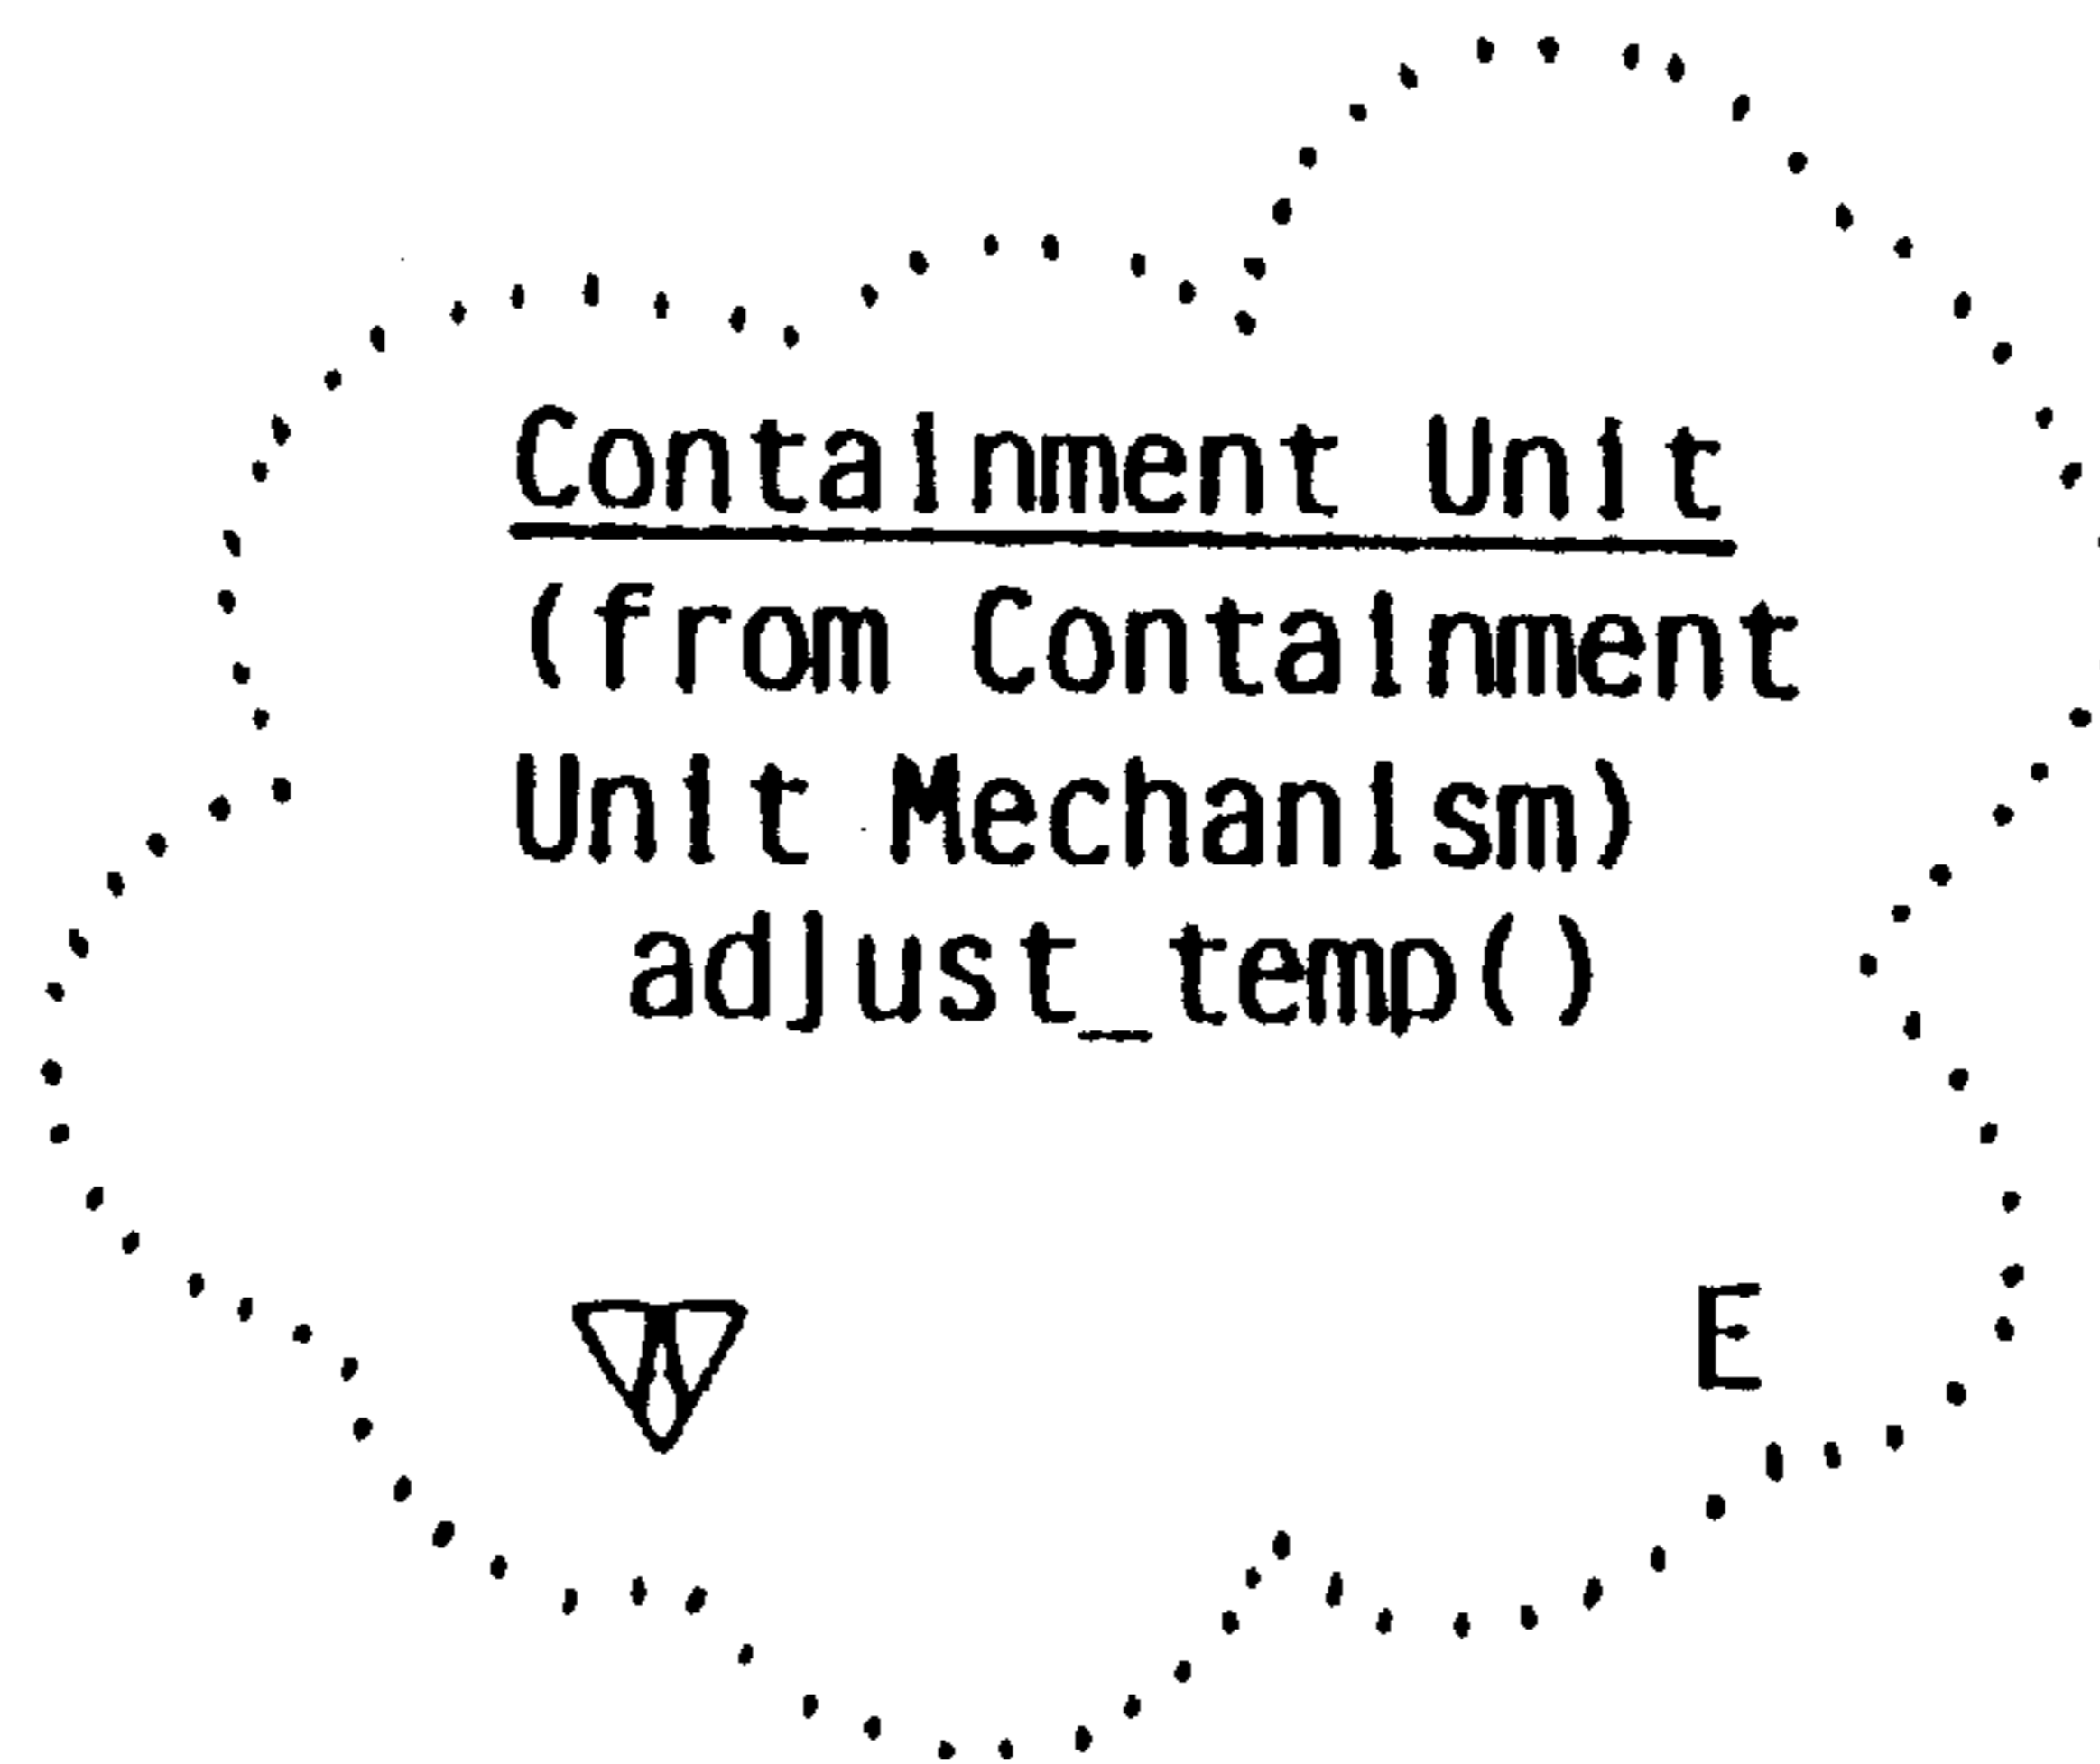 Containment Unit
(from Containment
Unit Mechanism)
adjust_temp()
A
E